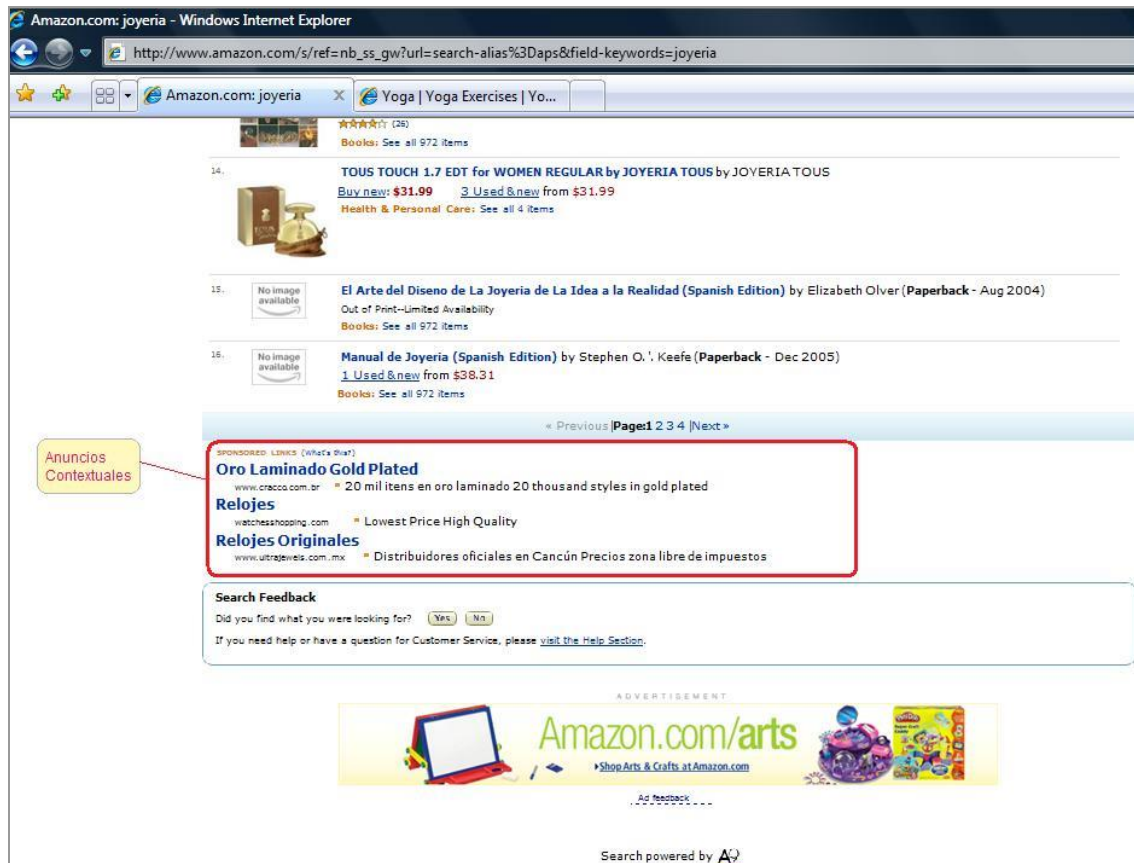 Amazon.com: joyeria - Windows Internet Explorer
http://www.amazon.com/s/ref=nb_ss_gw?url=search-alias%3Daps&field-keywords=joyeria
Amazon.com: joyeria X Yoga | Yoga Exercises | Yo...
(26)
Books: See all 972 items
14. TOUS TOUCH 1.7 EDT for WOMEN REGULAR by JOYERIA TOUS by JOYERIA TOUS
Buy new: $31.99 3 Used & new from $31.99
Health & Personal Care: See all 4 items
15. No image available El Arte del Diseno de La Joyeria de La Idea a la Realidad (Spanish Edition) by Elizabeth Olver (Paperback - Aug 2004)
Out of Print--Limited Availability
Books: See all 972 items
16. No image available Manual de Joyeria (Spanish Edition) by Stephen O.'. Keefe (Paperback - Dec 2005)
1 Used & new from $38.31
Books: See all 972 items
« Previous |Page:1 2 3 4 |Next »
Anuncios
Contextuales
SPONSORED LINKS (What's this?)
Oro Laminado Gold Plated
www.cracco.com.br ▪ 20 mil itens en oro laminado 20 thousand styles in gold plated
Relojes
watchesshopping.com ▪ Lowest Price High Quality
Relojes Originales
www.ultrajewels.com.mx ▪ Distribuidores oficiales en Cancún Precios zona libre de impuestos
Search Feedback
Did you find what you were looking for? Yes No
If you need help or have a question for Customer Service, please visit the Help Section.
ADVERTISEMENT
Amazon.com/arts
Shop Arts & Crafts at Amazon.com
Play-Doh
Ad feedback
Search powered by A9